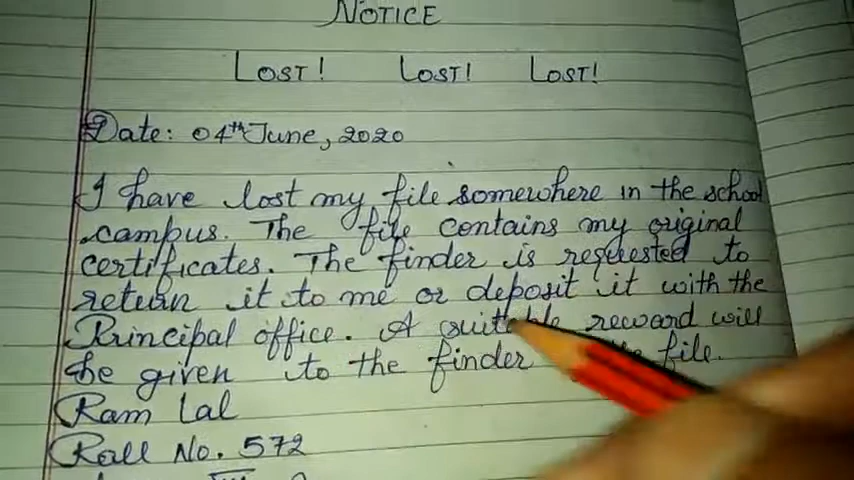 NOTICE
LOST! LOST! LOST!
Date: 04th June, 2020
I have lost my file somewhere in the school
campus. The file contains my original
certificates. The finder is requested to
return it to me or deposit it with the
Principal office. A suitable reward will
be given to the finder the file.
Ram Lal
Roll No. 572